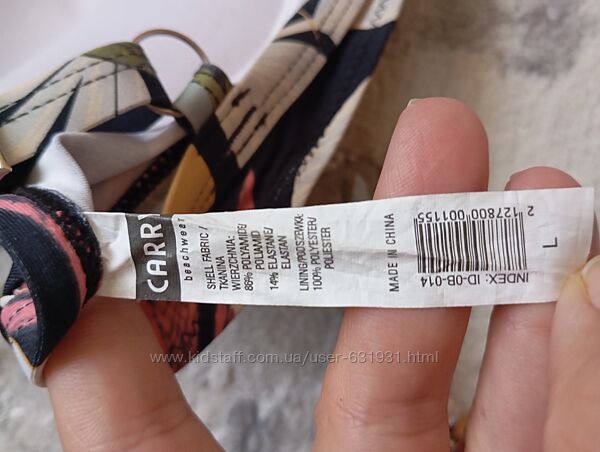 CARRY
beachwear
SHELL FABRIC /
TKANINA
WIERZCHNIA:
86% POLYAMIDE/
POLIAMID
14% ELASTANE/
ELASTAN
LINING/PODSZEWKA:
100% POLYESTER/
POLIESTER
MADE IN CHINA
2 127800 001155
INDEX: ID-0B-014
L
www.kidstaff.com.ua/user-631931.html